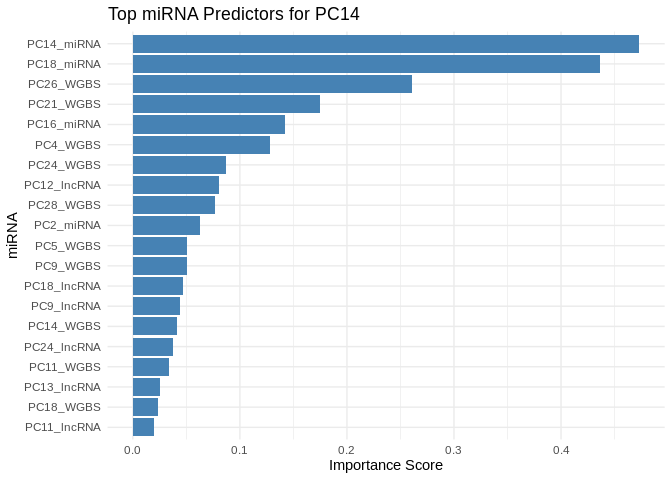 Top miRNA Predictors for PC14
miRNA
PC14_miRNA
PC18_miRNA
PC26_WGBS
PC21_WGBS
PC16_miRNA
PC4_WGBS
PC24_WGBS
PC12_lncRNA
PC28_WGBS
PC2_miRNA
PC5_WGBS
PC9_WGBS
PC18_lncRNA
PC9_lncRNA
PC14_WGBS
PC24_lncRNA
PC11_WGBS
PC13_lncRNA
PC18_WGBS
PC11_lncRNA
0.0 0.1 0.2 0.3 0.4
Importance Score